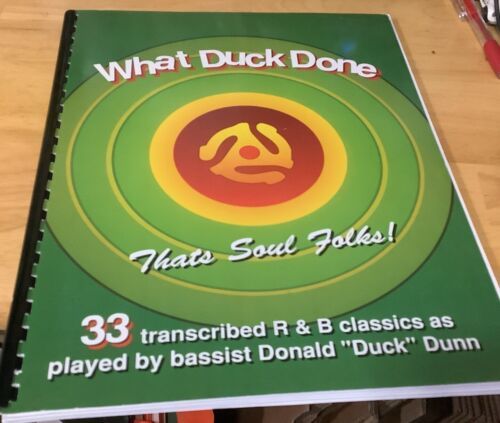 What Duck Done
Thats Soul Folks!
33 transcribed R & B classics as
played by bassist Donald "Duck" Dunn